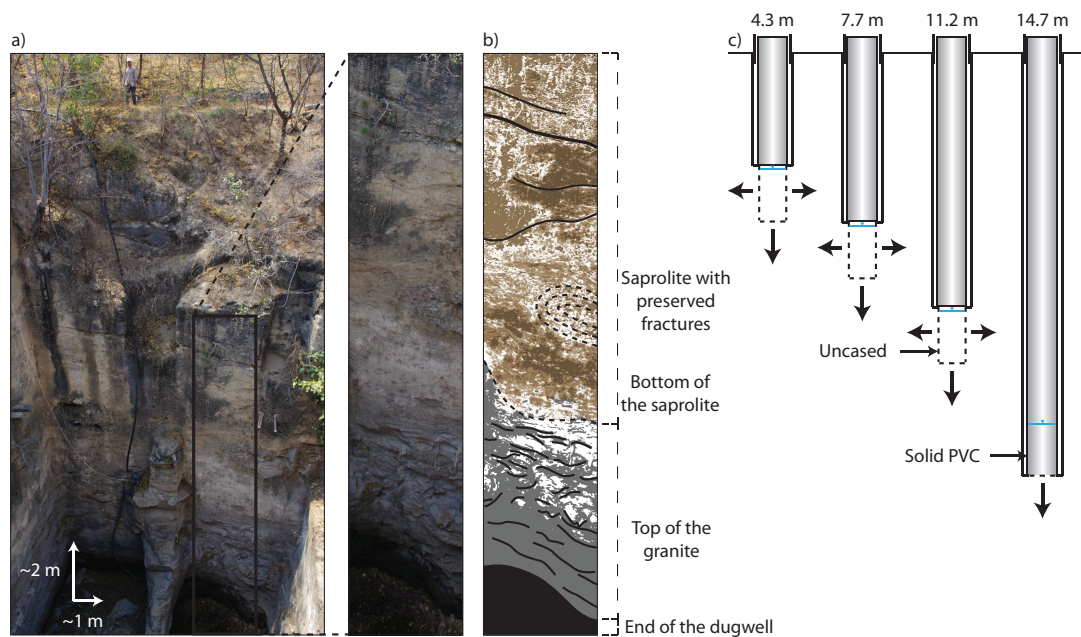 a)
b)
c)
4.3 m
7.7 m
11.2 m
14.7 m
Saprolite with
preserved
fractures
Uncased
Bottom of
the saprolite
Solid PVC
Top of the
granite
~2 m
~1 m
End of the dugwell